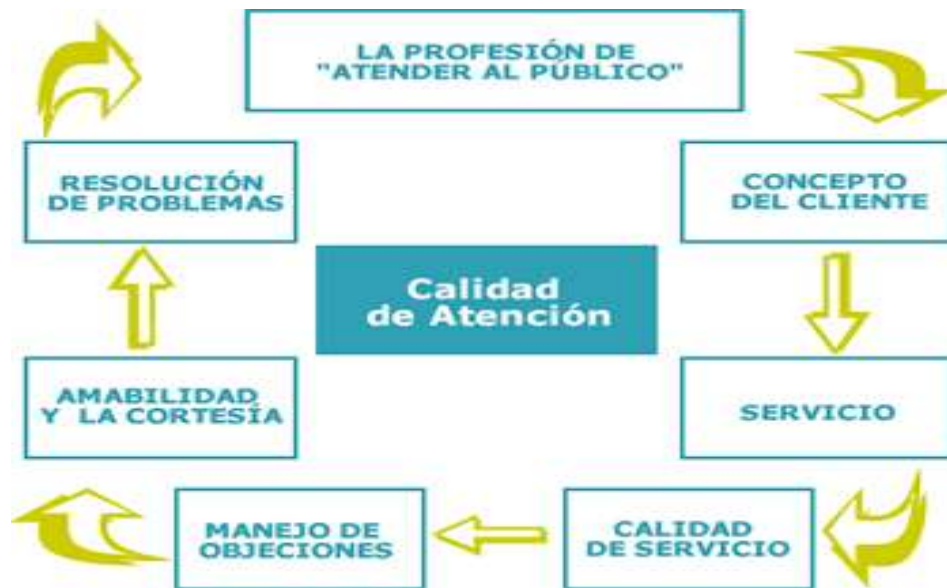 LA PROFESIÓN DE
"ATENDER AL PÚBLICO"
CONCEPTO
DEL CLIENTE
SERVICIO
CALIDAD
DE SERVICIO
MANEJO DE
OBJECIONES
AMABILIDAD
Y LA CORTESÍA
RESOLUCIÓN
DE PROBLEMAS
Calidad
de Atención